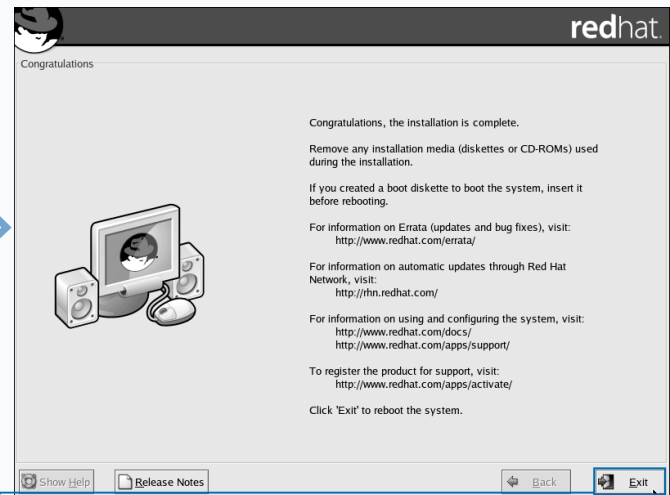 redhat.
Congratulations
Congratulations, the installation is complete.
Remove any installation media (diskettes or CD-ROMs) used
during the installation.
If you created a boot diskette to boot the system, insert it
before rebooting.
For information on Errata (updates and bug fixes), visit:
http://www.redhat.com/errata/
For information on automatic updates through Red Hat
Network, visit:
http://rhn.redhat.com/
For information on using and configuring the system, visit:
http://www.redhat.com/docs/
http://www.redhat.com/apps/support/
To register the product for support, visit:
http://www.redhat.com/apps/activate/
Click 'Exit' to reboot the system.
Show Help
Release Notes
Back
Exit